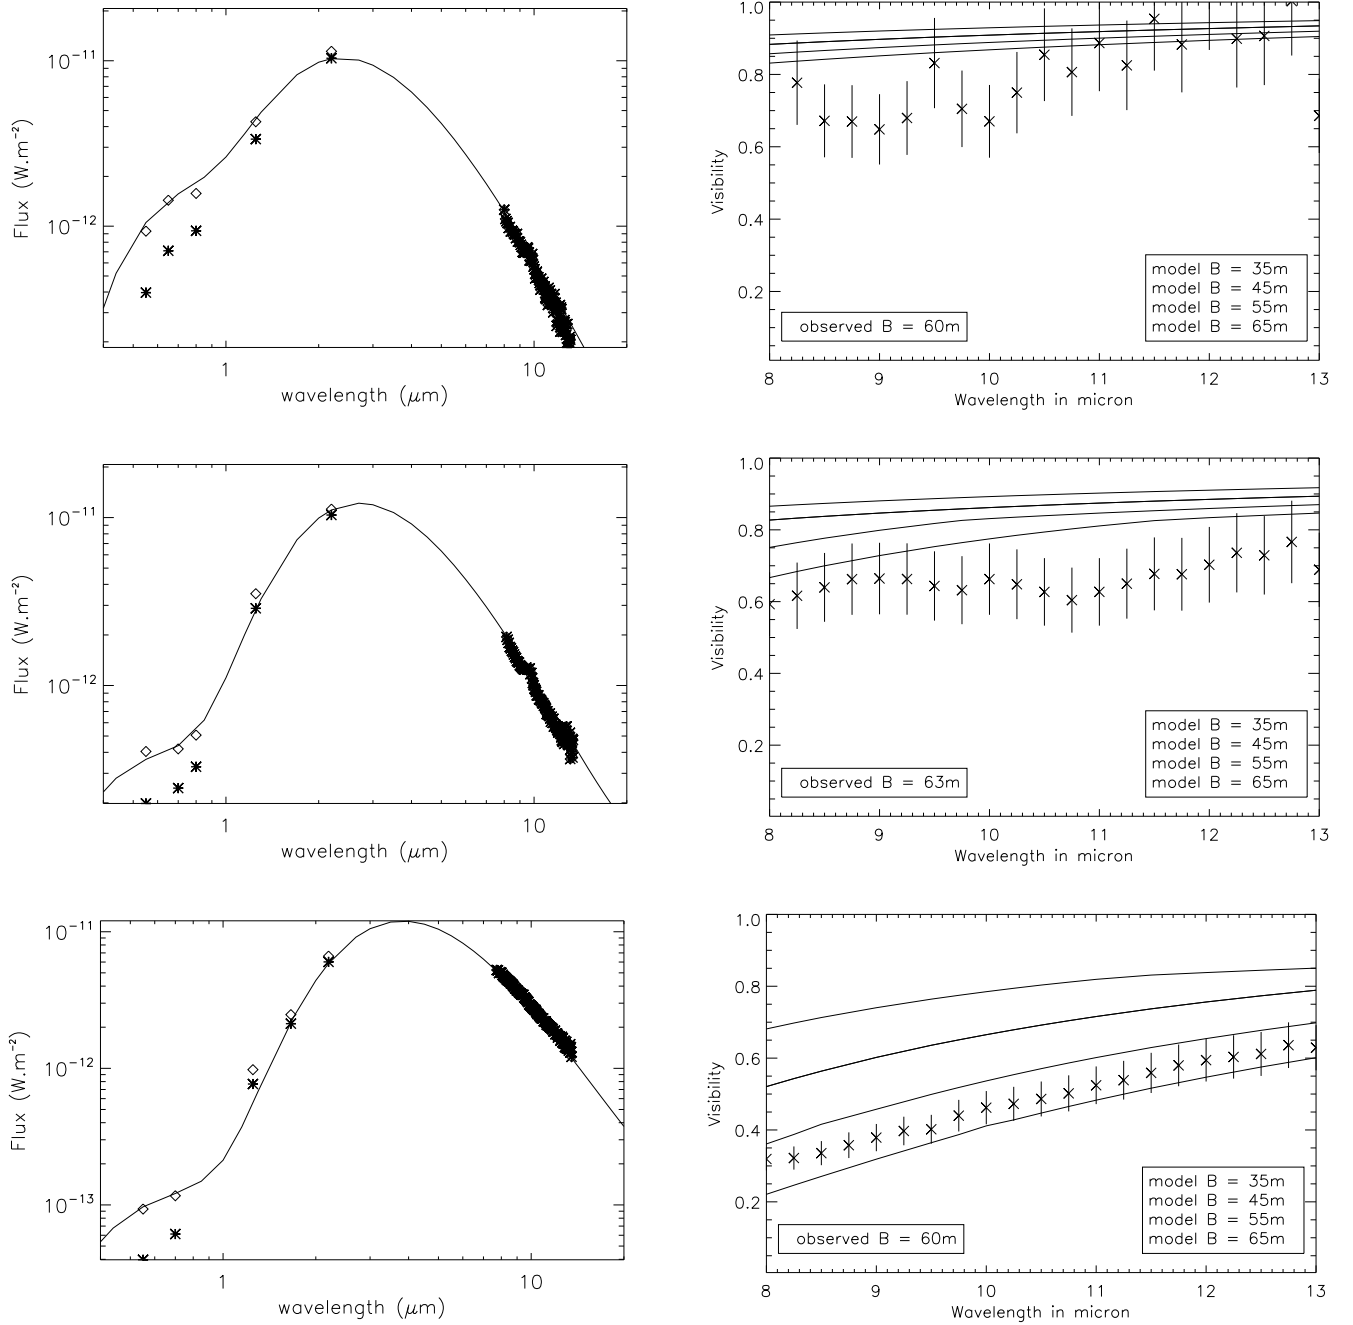 10⁻¹¹
10⁻¹²
Flux (W.m⁻²)
1
10
wavelength (μm)
1.0
0.8
0.6
0.4
0.2
Visibility
model B = 35m
model B = 45m
model B = 55m
model B = 65m
observed B = 60m
8
9
10
11
12
13
Wavelength in micron
10⁻¹¹
10⁻¹²
Flux (W.m⁻²)
1
10
wavelength (μm)
1.0
0.8
0.6
0.4
0.2
Visibility
model B = 35m
model B = 45m
model B = 55m
model B = 65m
observed B = 63m
8
9
10
11
12
13
Wavelength in micron
10⁻¹¹
10⁻¹²
10⁻¹³
Flux (W.m⁻²)
1
10
wavelength (μm)
1.0
0.8
0.6
0.4
0.2
Visibility
model B = 35m
model B = 45m
model B = 55m
model B = 65m
observed B = 60m
8
9
10
11
12
13
Wavelength in micron